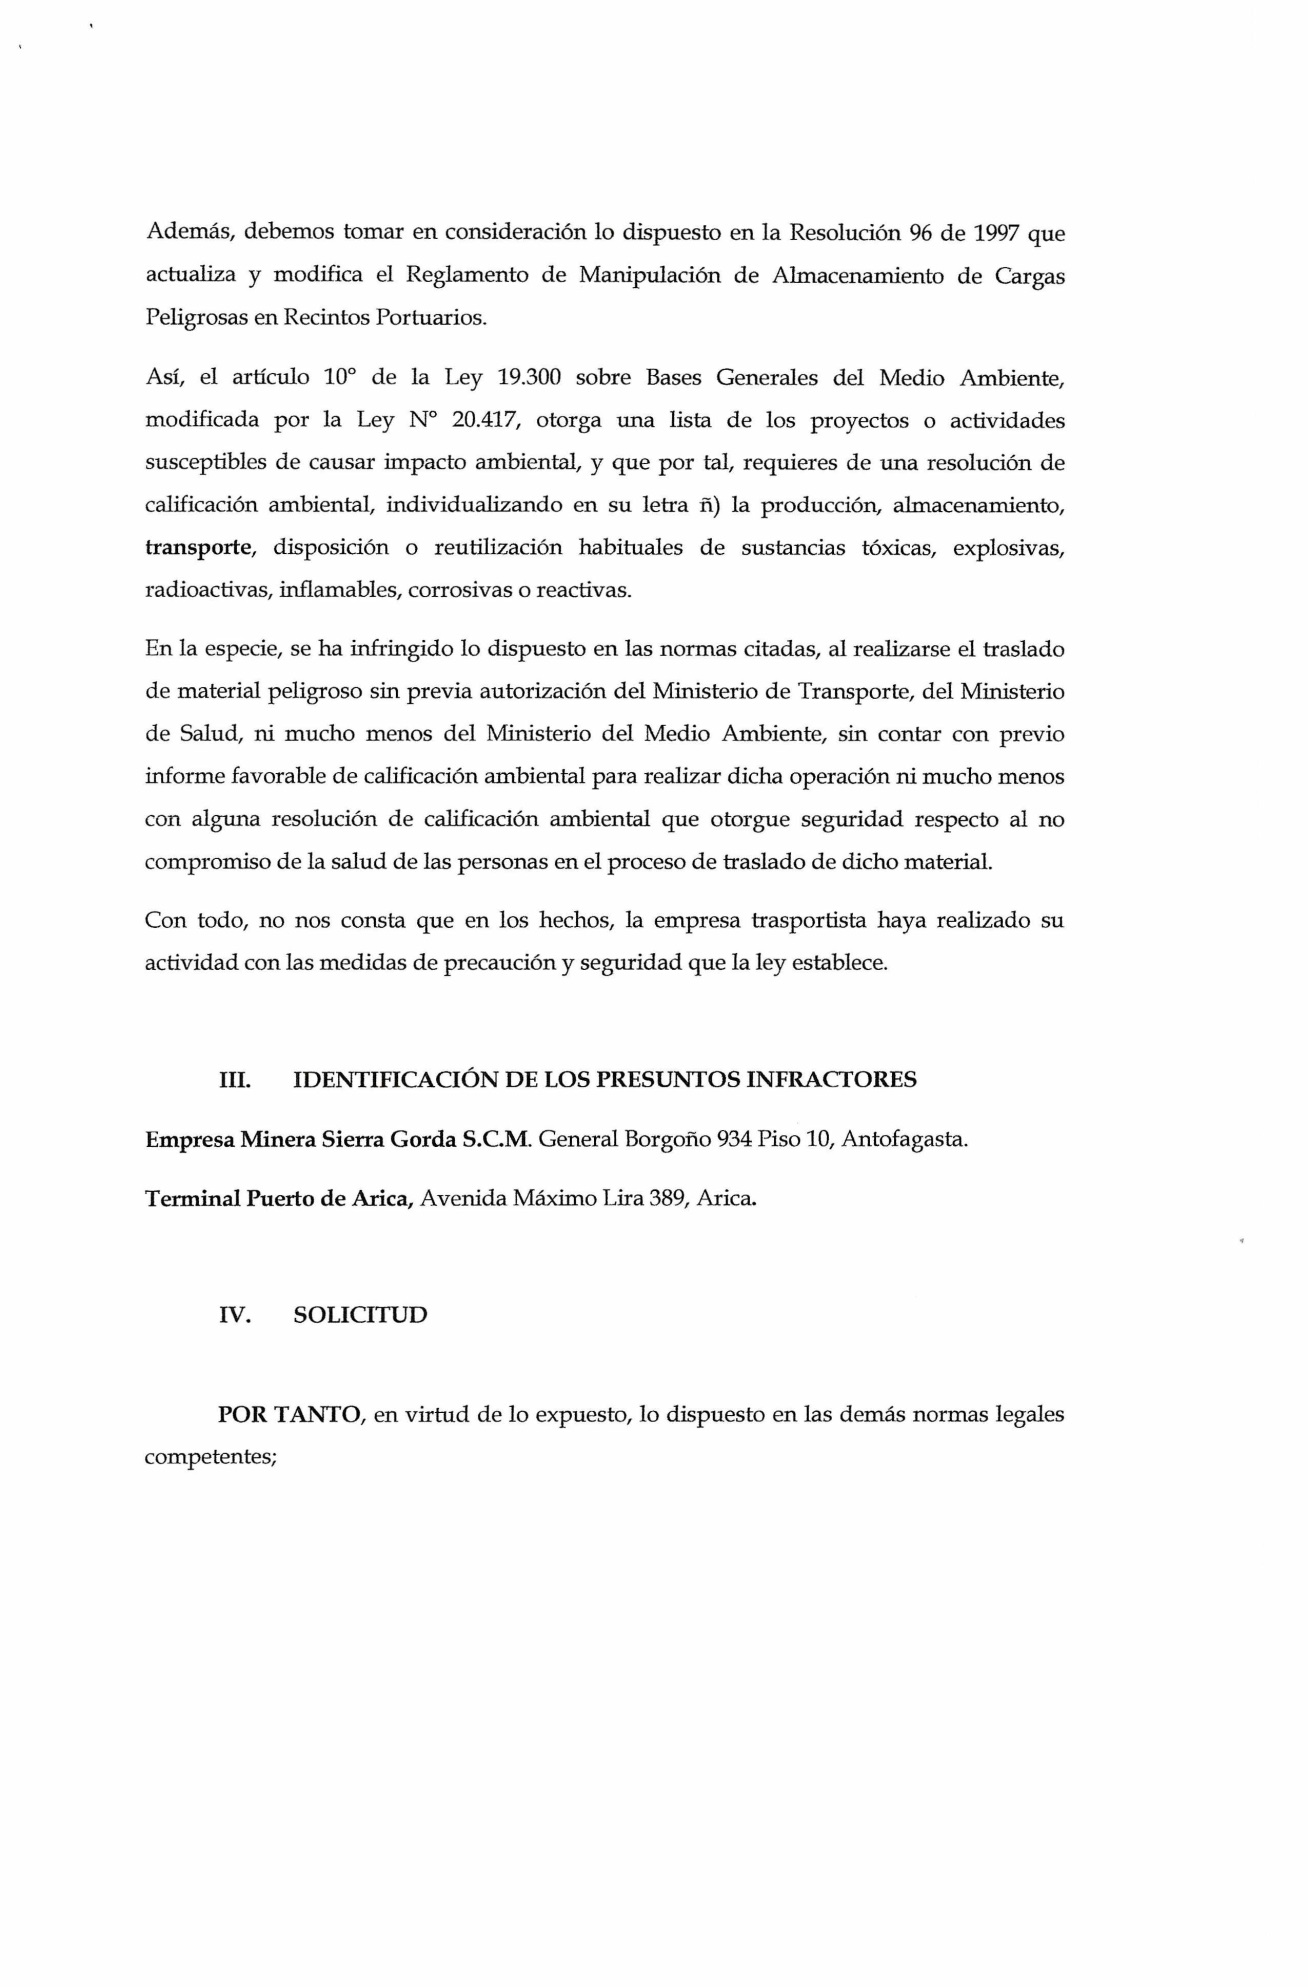 Además, debemos tomar en consideración lo dispuesto en la Resolución 96 de 1997 que
actualiza y modifica el Reglamento de Manipulación de Almacenamiento de Cargas
Peligrosas en Recintos Portuarios.
Así, el artículo 10° de la Ley 19.300 sobre Bases Generales del Medio Ambiente,
modificada por la Ley N° 20.417, otorga una lista de los proyectos o actividades
susceptibles de causar impacto ambiental, y que por tal, requieres de una resolución de
calificación ambiental, individualizando en su letra ñ) la producción, almacenamiento,
transporte, disposición o reutilización habituales de sustancias tóxicas, explosivas,
radioactivas, inflamables, corrosivas o reactivas.
En la especie, se ha infringido lo dispuesto en las normas citadas, al realizarse el traslado
de material peligroso sin previa autorización del Ministerio de Transporte, del Ministerio
de Salud, ni mucho menos del Ministerio del Medio Ambiente, sin contar con previo
informe favorable de calificación ambiental para realizar dicha operación ni mucho menos
con alguna resolución de calificación ambiental que otorgue seguridad respecto al no
compromiso de la salud de las personas en el proceso de traslado de dicho material.
Con todo, no nos consta que en los hechos, la empresa trasportista haya realizado su
actividad con las medidas de precaución y seguridad que la ley establece.
III. IDENTIFICACIÓN DE LOS PRESUNTOS INFRACTORES
Empresa Minera Sierra Gorda S.C.M. General Borgoño 934 Piso 10, Antofagasta.
Terminal Puerto de Arica, Avenida Máximo Lira 389, Arica.
IV. SOLICITUD
POR TANTO, en virtud de lo expuesto, lo dispuesto en las demás normas legales
competentes;